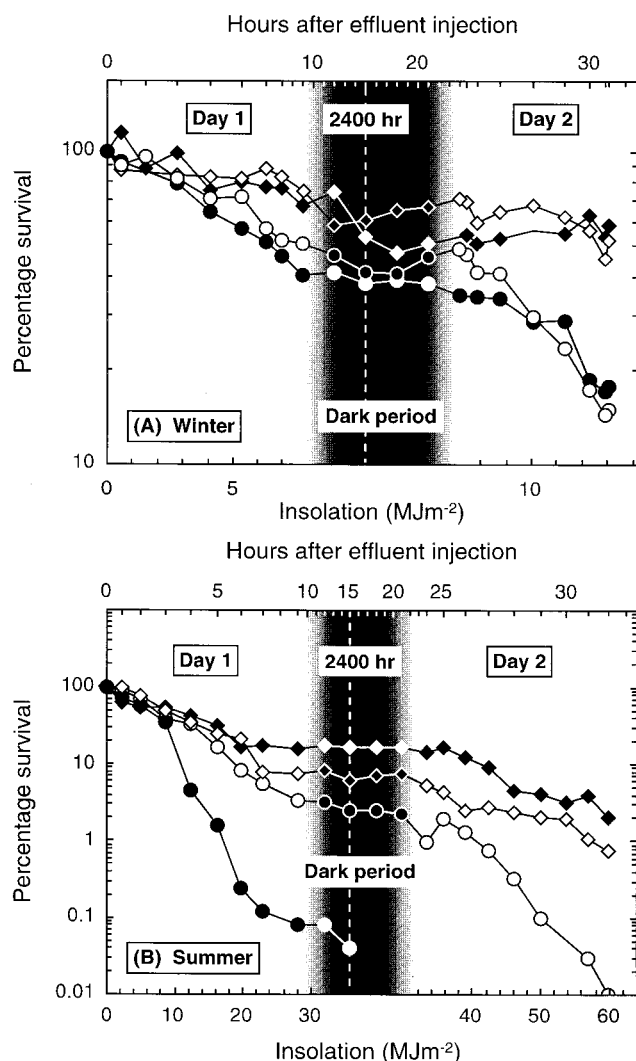 Hours after effluent injection
0 5 10 15 20 25 30
Day 1 2400 hr Day 2
100
10
Percentage survival
(A) Winter
Dark period
0 5 10
Insolation (MJm-2)
Hours after effluent injection
0 5 10 15 20 25 30
Day 1 2400 hr Day 2
100
10
1
0.1
0.01
Percentage survival
Dark period
(B) Summer
0 10 20 30 40 50 60
Insolation (MJm-2)